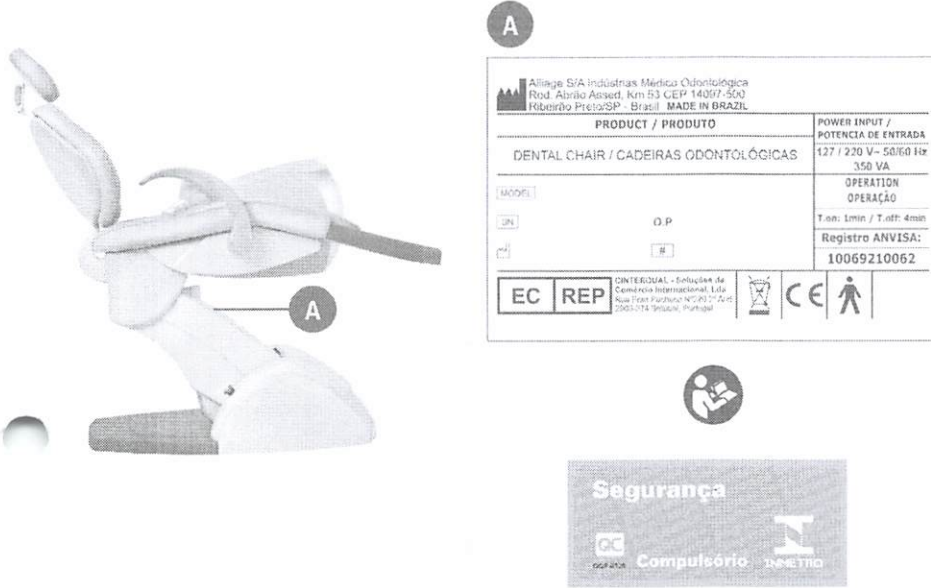 A
A
Alliage S/A Indústrias Médico Odontológica
Rod. Abrão Assed, Km 53 CEP 14097-500
Ribeirão Preto/SP - Brasil MADE IN BRAZIL
PRODUCT / PRODUTO
POWER INPUT /
POTENCIA DE ENTRADA
DENTAL CHAIR / CADEIRAS ODONTOLÓGICAS
127 / 220 V~ 50/60 Hz
350 VA
MODEL
OPERATION
OPERAÇÃO
SN
O.P
T.on: 1min / T.off: 4min
#
Registro ANVISA:
10069210062
EC REP
CINTERQUAL - Soluções de
Comércio Internacional, Lda
CE
Segurança
Compulsório
INMETRO